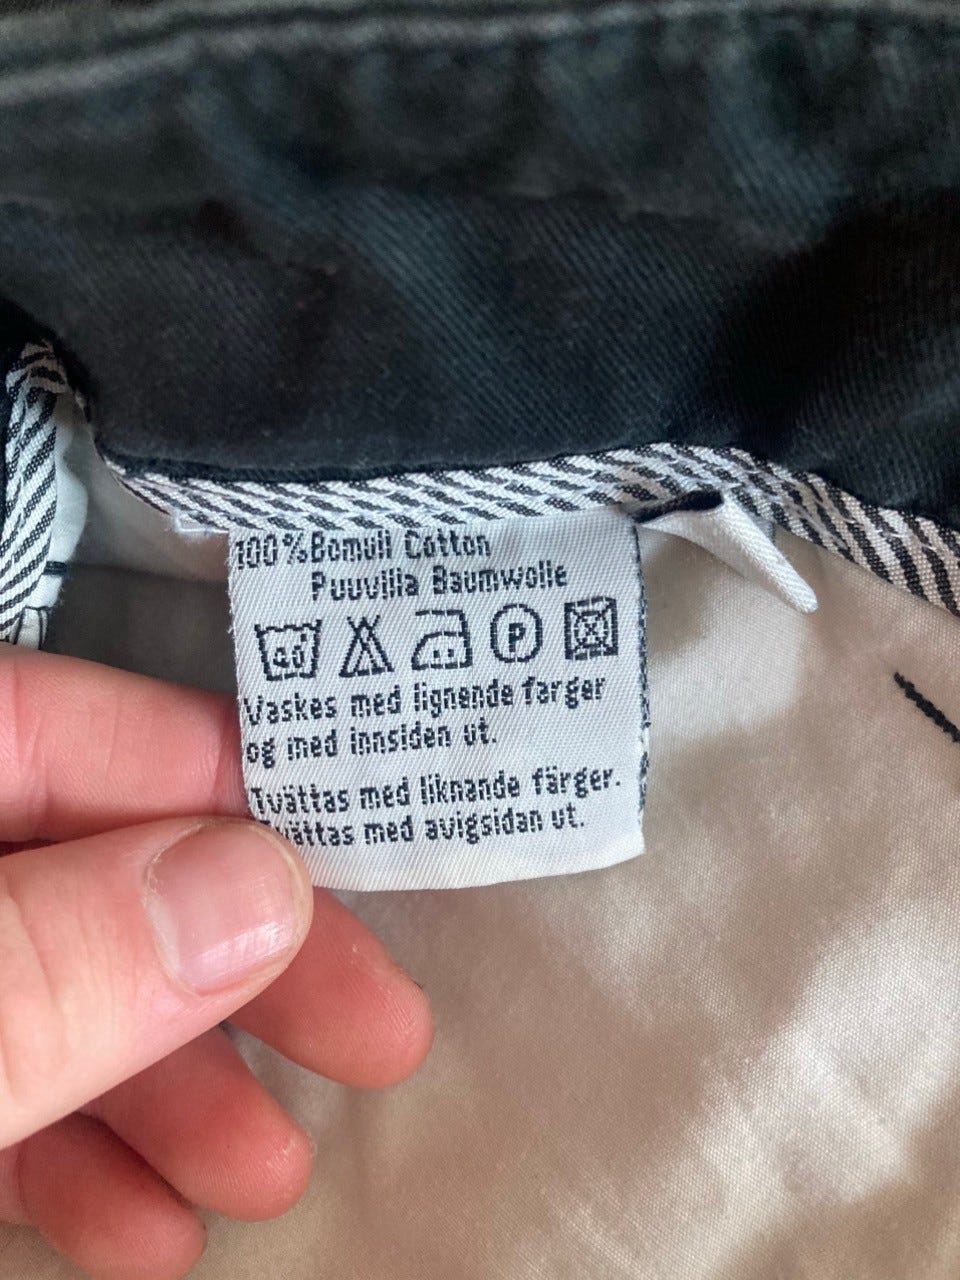 100% Bomull Cotton
Puuvilla Baumwolle
40 P
Vaskes med lignende farger
og med innsiden ut.
Tvättas med liknande färger.
Tvättas med avigsidan ut.